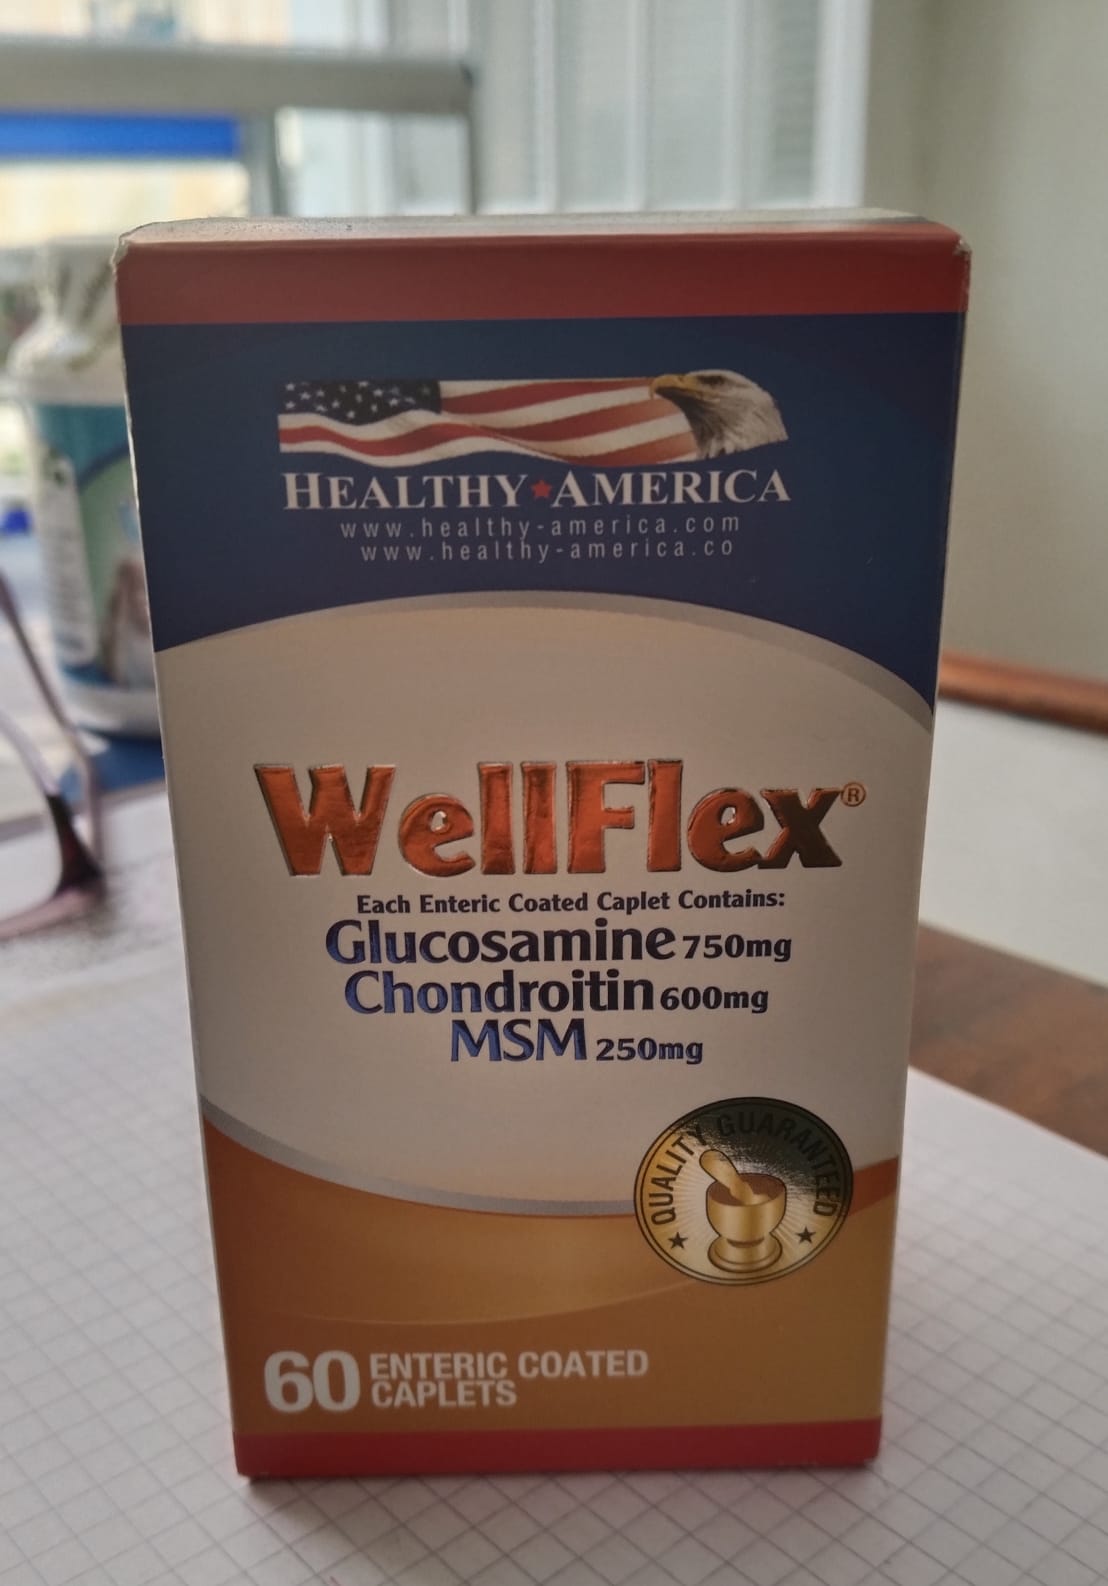 HEALTHY★AMERICA
www.healthy-america.com
www.healthy-america.co
WellFlex®
Each Enteric Coated Caplet Contains:
Glucosamine 750mg
Chondroitin 600mg
MSM 250mg
QUALITY GUARANTEED
60 ENTERIC COATED
CAPLETS